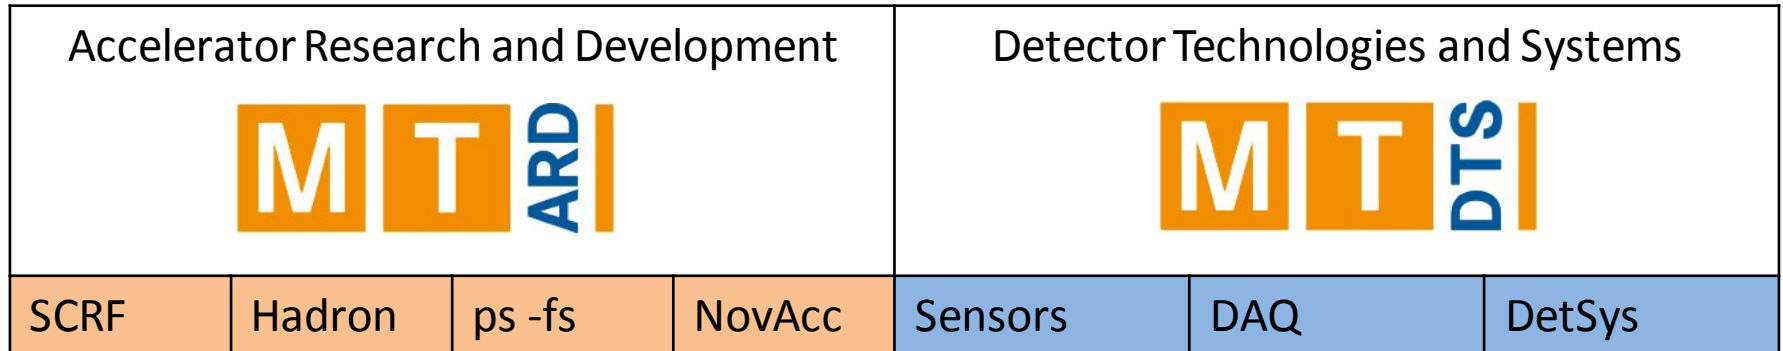 Accelerator Research and Development
Detector Technologies and Systems
MT ARD
MT DTS
SCRF
Hadron
ps -fs
NovAcc
Sensors
DAQ
DetSys